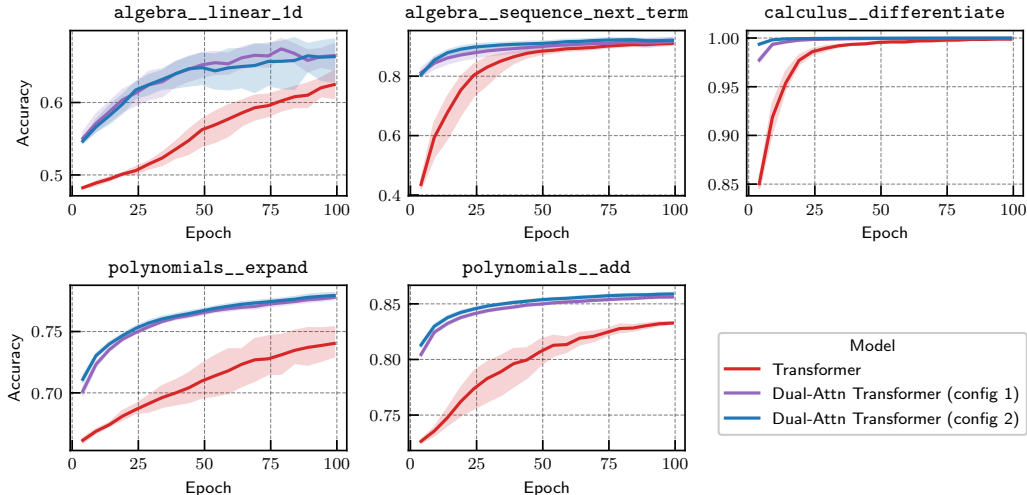 algebra__linear_1d
algebra__sequence_next_term
calculus__differentiate
Accuracy
0.6
0.5
0 25 50 75 100
Epoch
0.8
0.6
0.4
0 25 50 75 100
Epoch
1.00
0.95
0.90
0.85
0 25 50 75 100
Epoch
polynomials__expand
polynomials__add
Accuracy
0.75
0.70
0 25 50 75 100
Epoch
0.85
0.80
0.75
0 25 50 75 100
Epoch
Model
Transformer
Dual-Attn Transformer (config 1)
Dual-Attn Transformer (config 2)